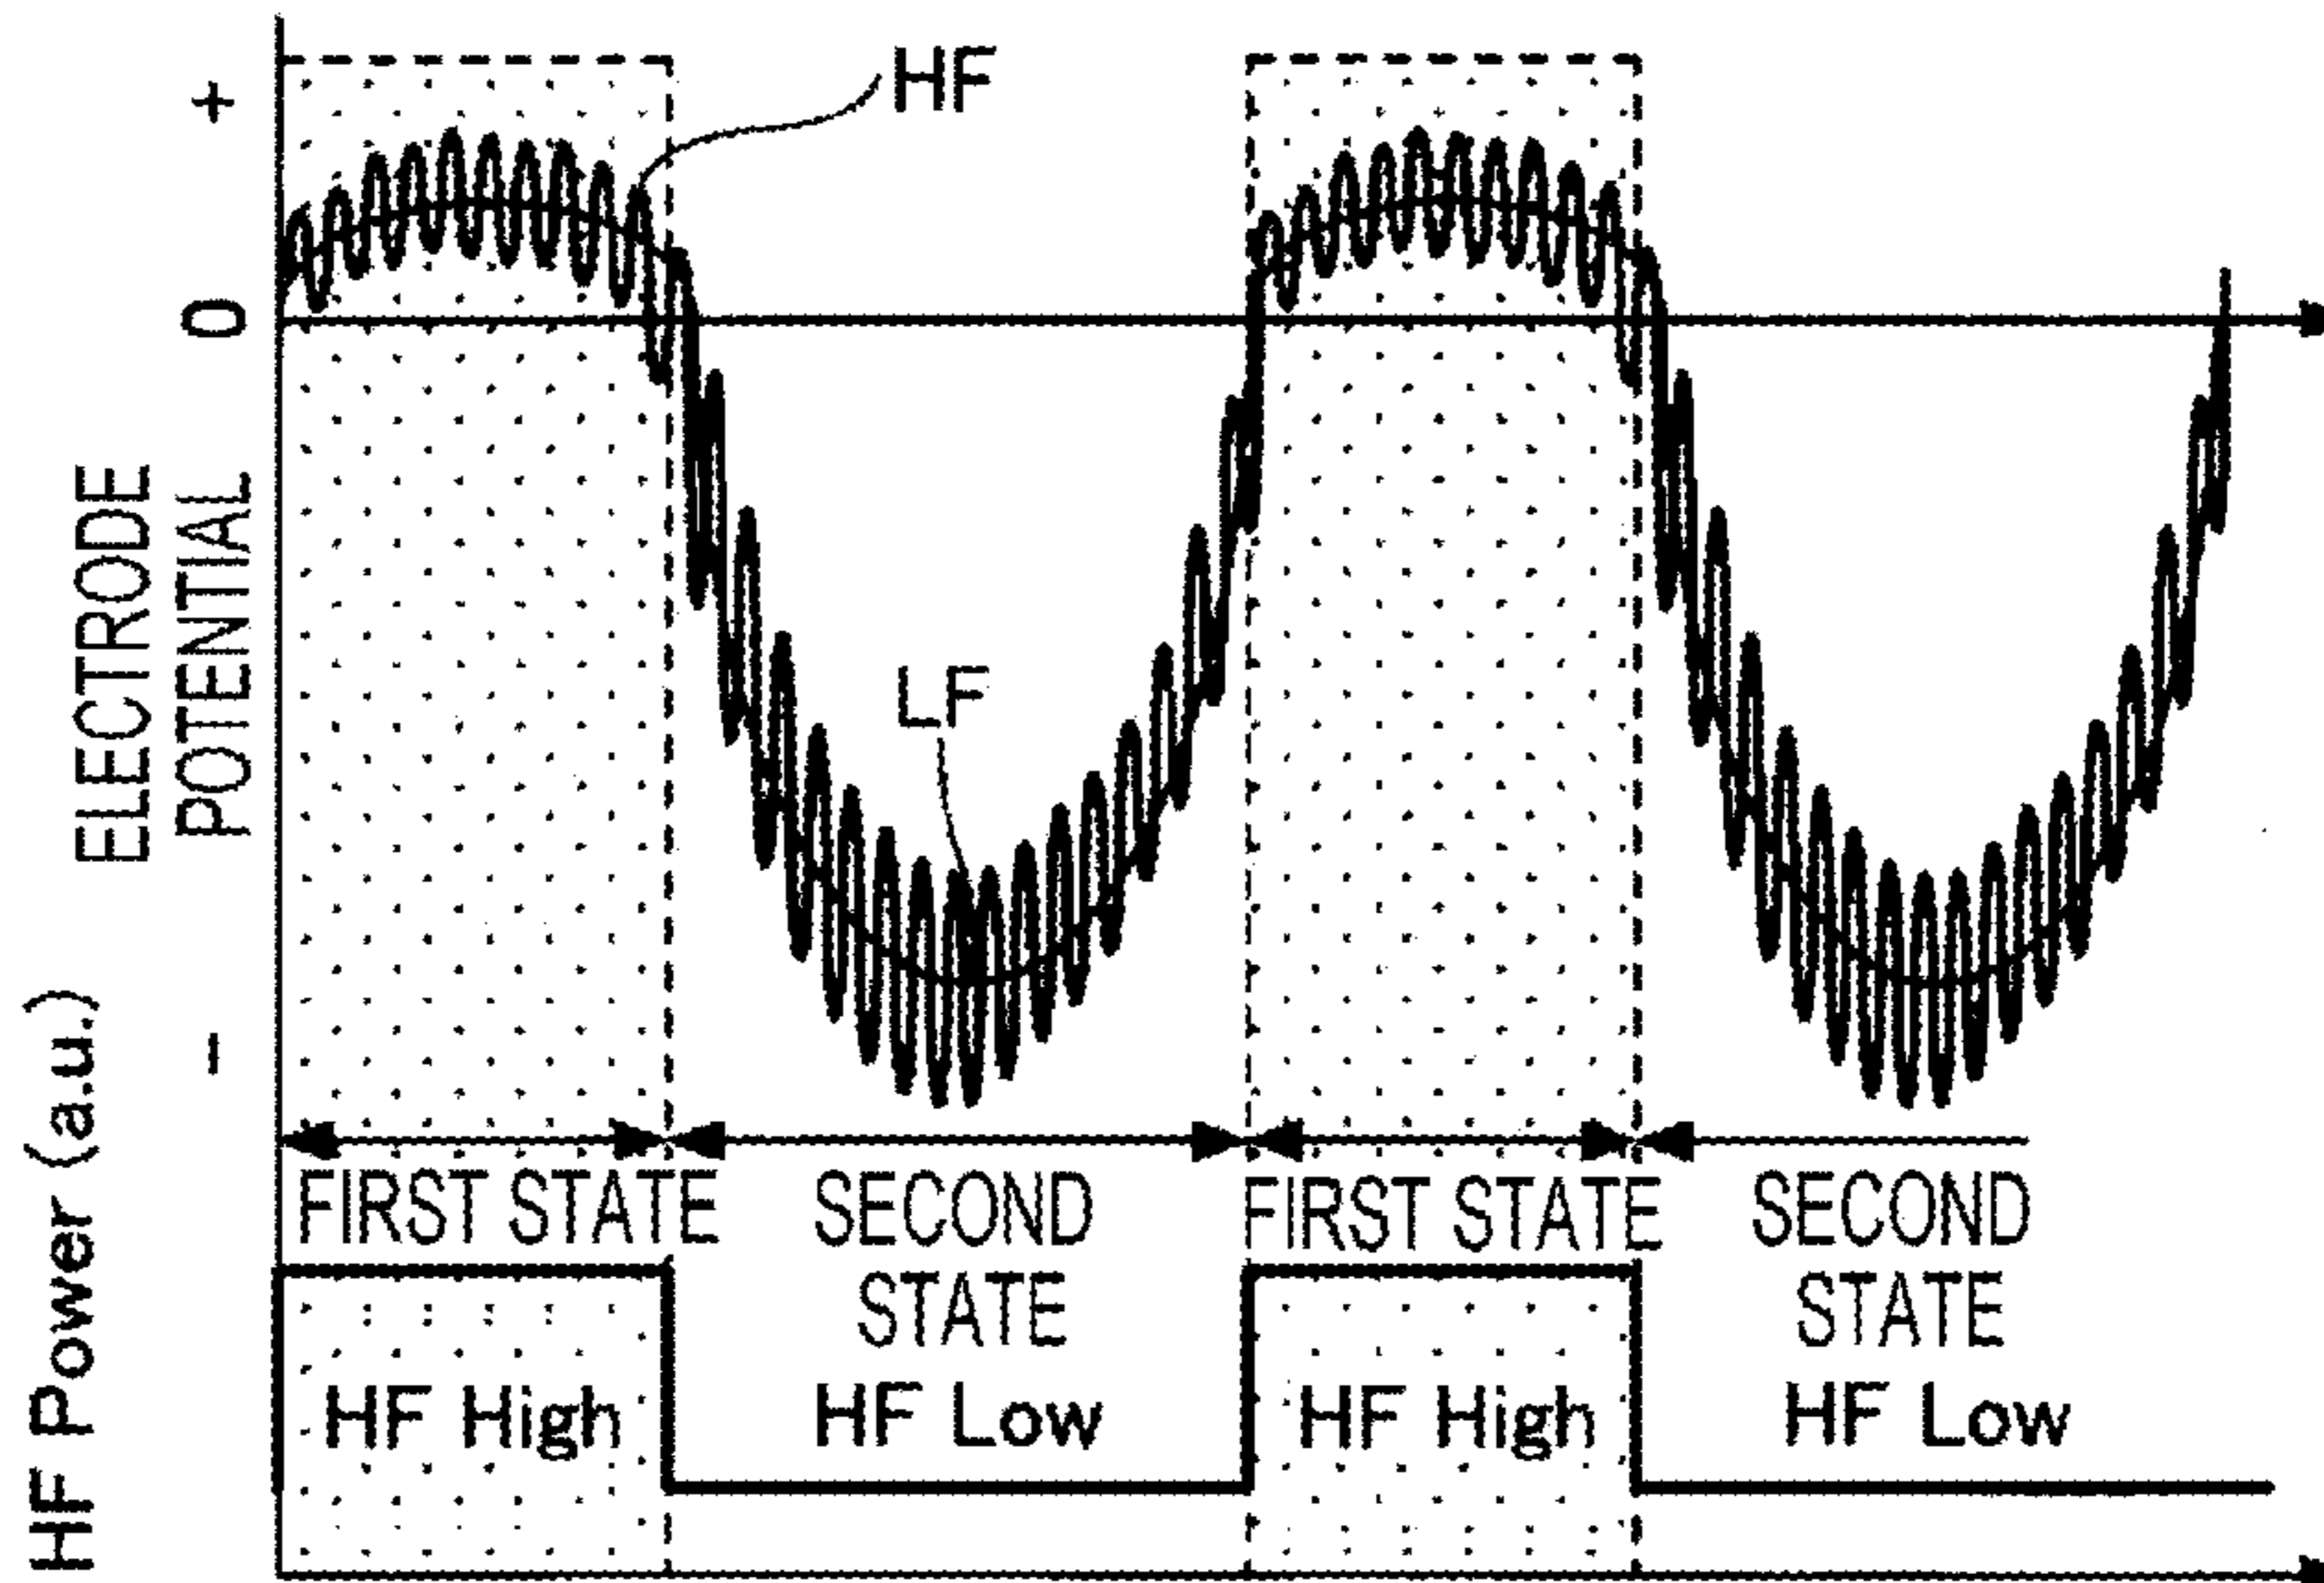 HF
+
0
ELECTRODE
POTENTIAL
LF
-
FIRST STATE
SECOND
STATE
FIRST STATE
SECOND
STATE
HF Power (a.u.)
HF High
HF Low
HF High
HF Low